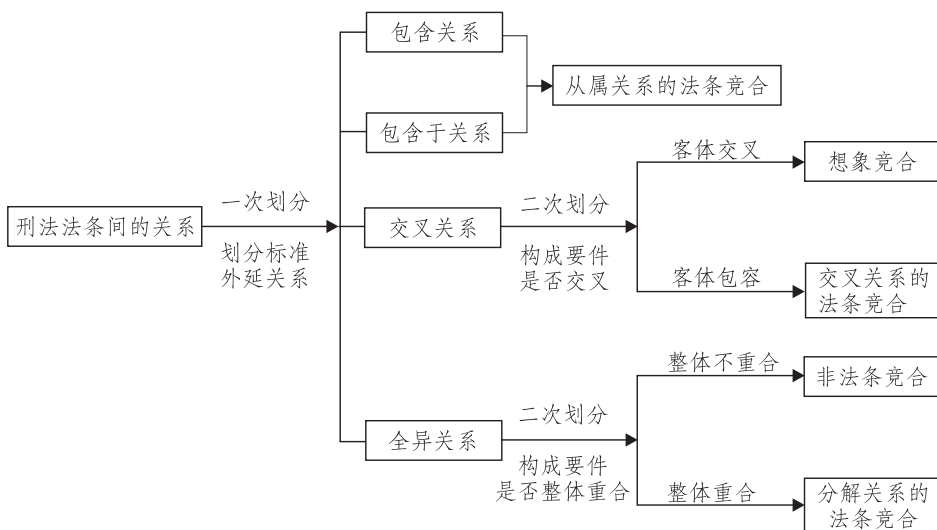 包含关系
从属关系的法条竞合
包含于关系
客体交叉
想象竞合
一次划分
二次划分
刑法法条间的关系
交叉关系
划分标准
外延关系
构成要件
是否交叉
客体包容
交叉关系的
法条竞合
整体不重合
非法条竞合
二次划分
全异关系
构成要件
是否整体重合
整体重合
分解关系的
法条竞合